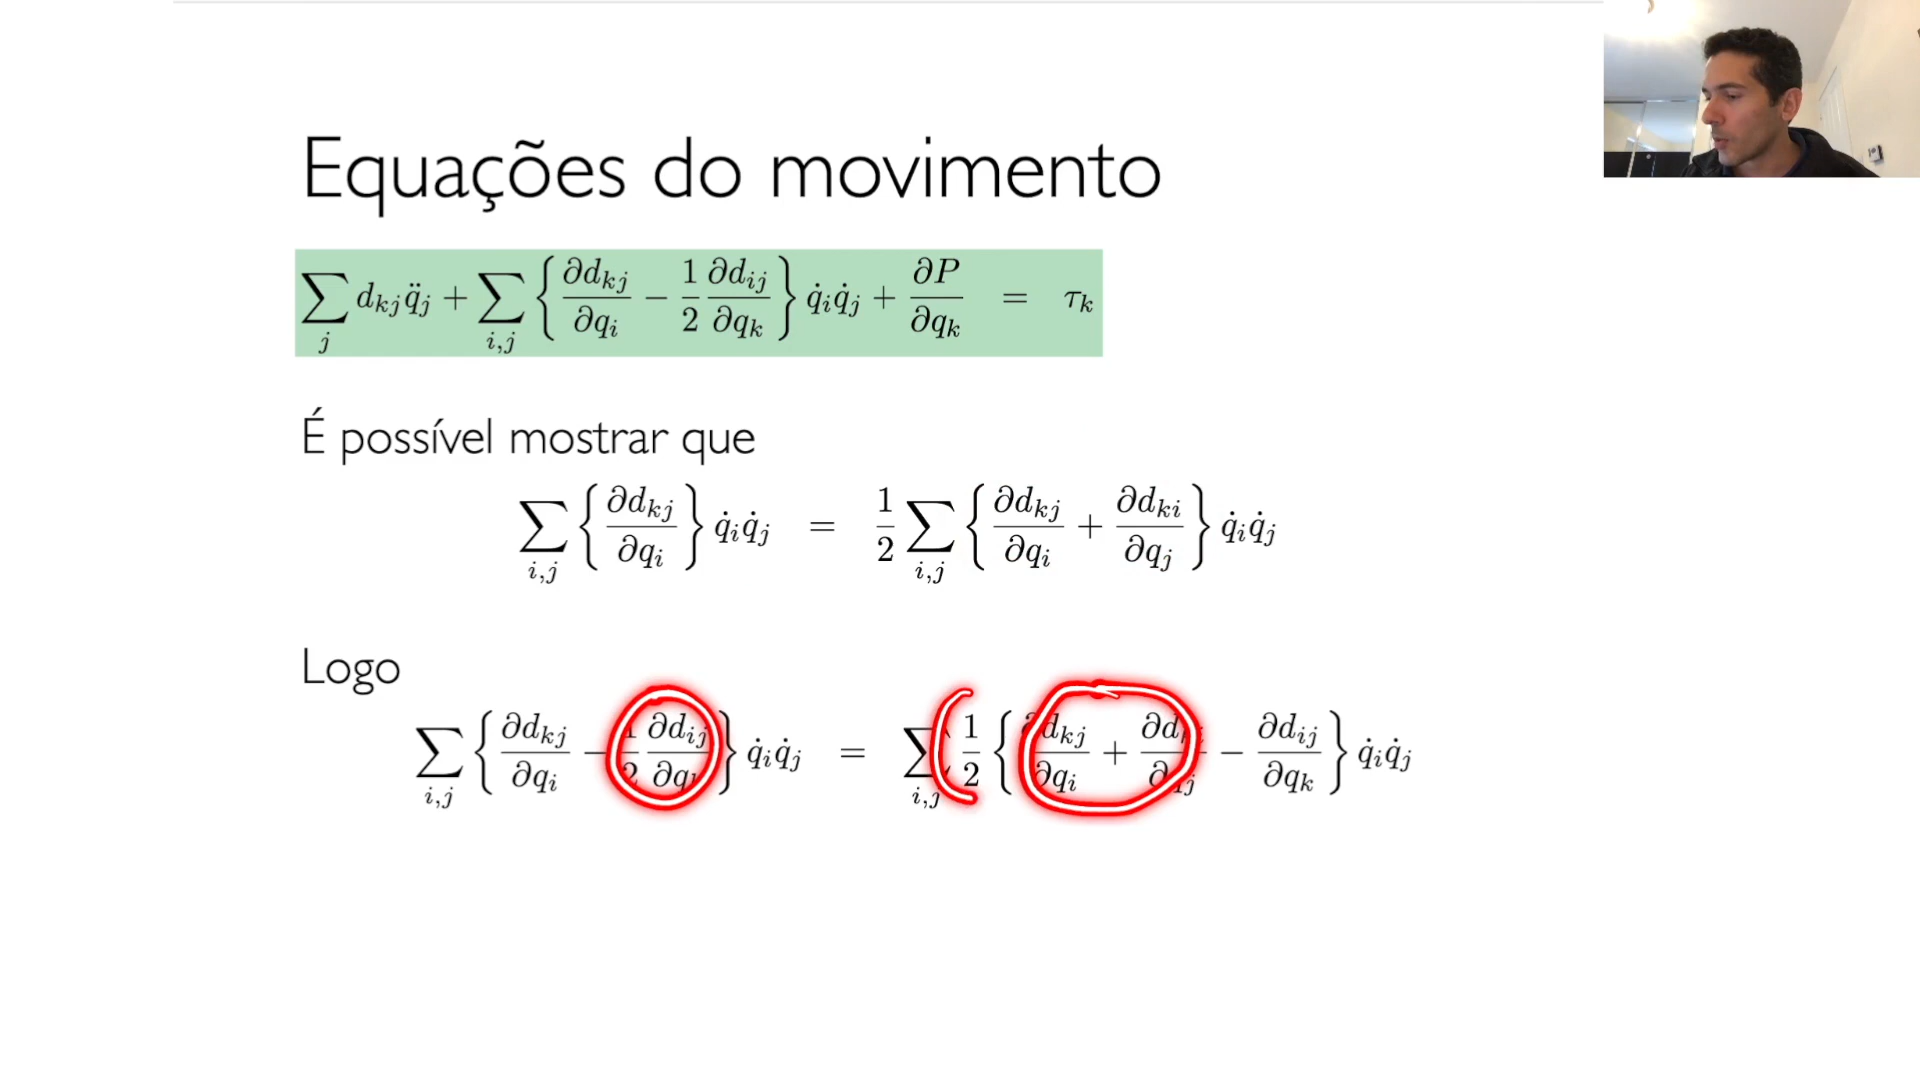 Equações do movimento
∑_j d_{kj} q̈_j + ∑_{i,j} { ∂d_{kj}/∂q_i − 1/2 ∂d_{ij}/∂q_k } q̇_i q̇_j + ∂P/∂q_k = τ_k
É possível mostrar que
∑_{i,j} { ∂d_{kj}/∂q_i } q̇_i q̇_j = 1/2 ∑_{i,j} { ∂d_{kj}/∂q_i + ∂d_{ki}/∂q_j } q̇_i q̇_j
Logo
∑_{i,j} { ∂d_{kj}/∂q_i − 1/2 ∂d_{ij}/∂q_k } q̇_i q̇_j = ∑_{i,j} 1/2 { ∂d_{kj}/∂q_i + ∂d_{ki}/∂q_j − ∂d_{ij}/∂q_k } q̇_i q̇_j